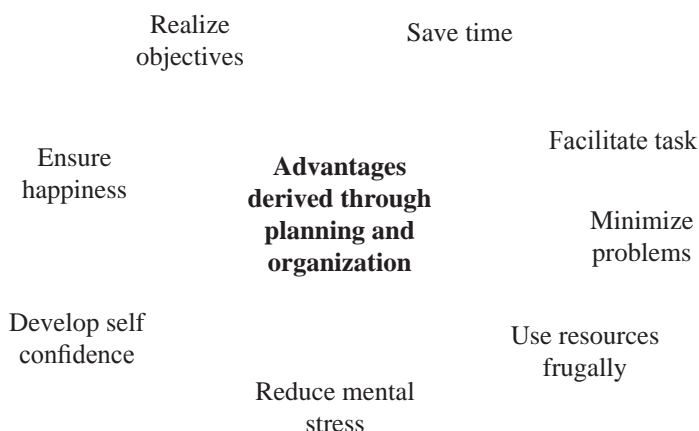 Realize
objectives
Save time
Facilitate task
Ensure
happiness
Advantages
derived through
planning and
organization
Minimize
problems
Develop self
confidence
Use resources
frugally
Reduce mental
stress